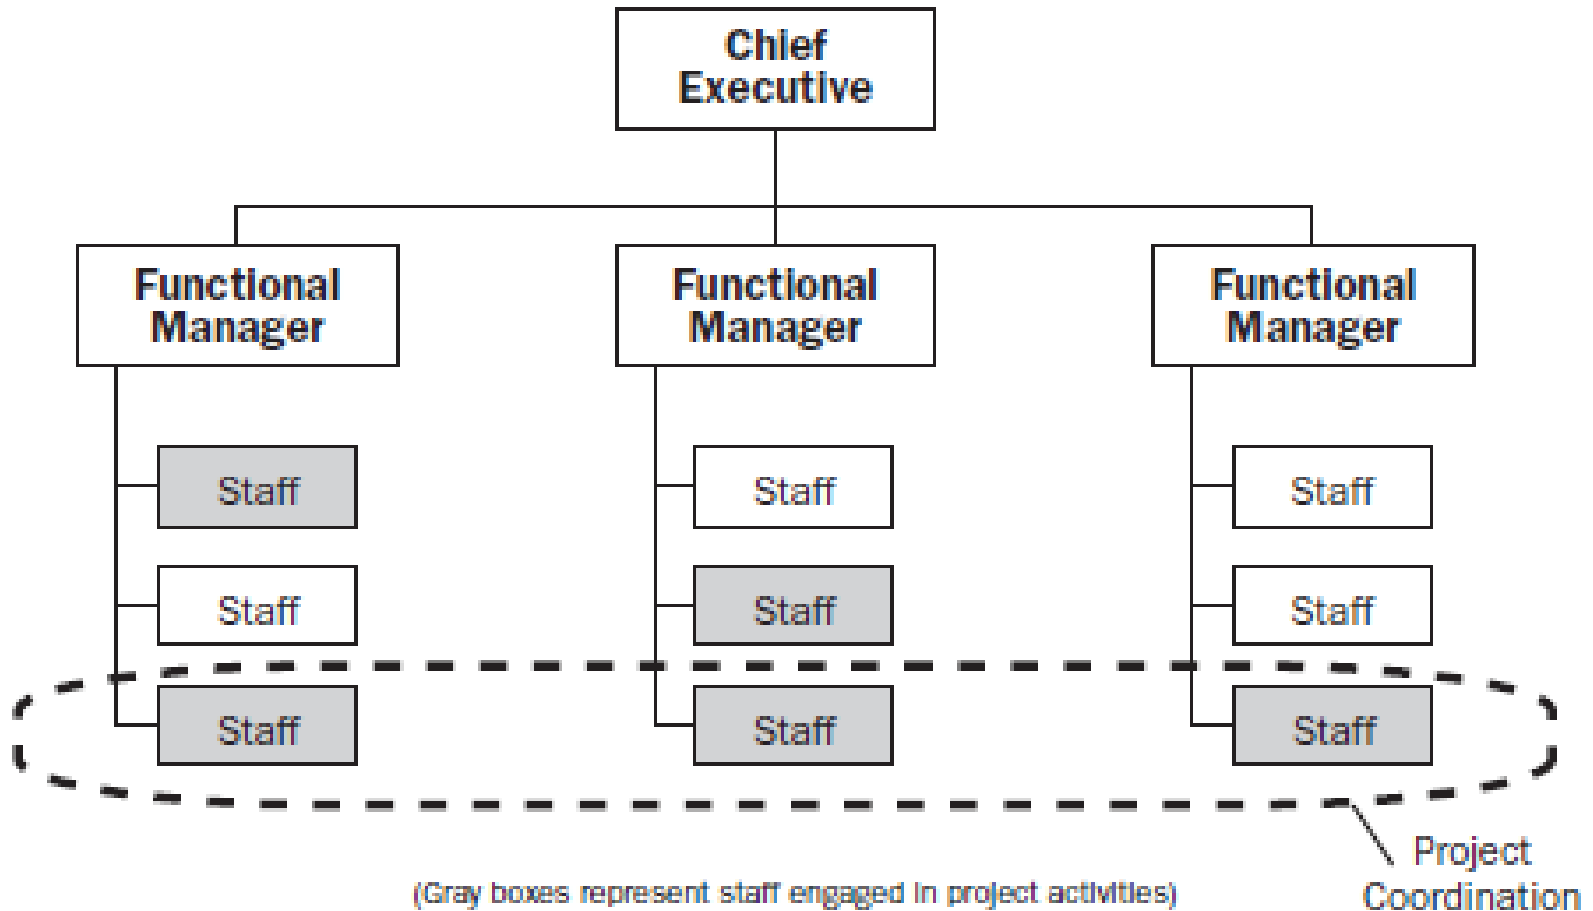 Chief
Executive
Functional
Manager
Functional
Manager
Functional
Manager
Staff
Staff
Staff
Staff
Staff
Staff
Staff
Staff
Staff
Project
Coordination
(Gray boxes represent staff engaged in project activities)